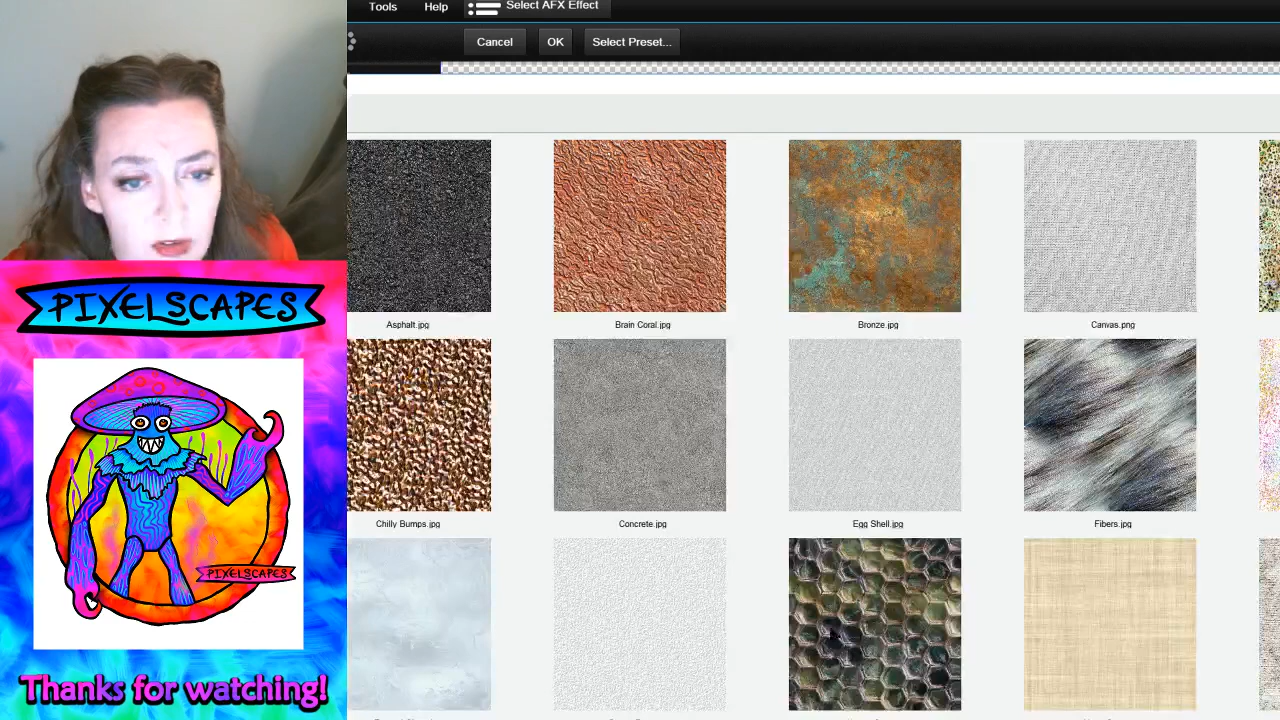 Tools Help Select AFX Effect
Cancel OK Select Preset...
Asphalt.jpg Brain Coral.jpg Bronze.jpg Canvas.png
Chilly Bumps.jpg Concrete.jpg Egg Shell.jpg Fibers.jpg
PIXELSCAPES
PIXELSCAPES
Thanks for watching!